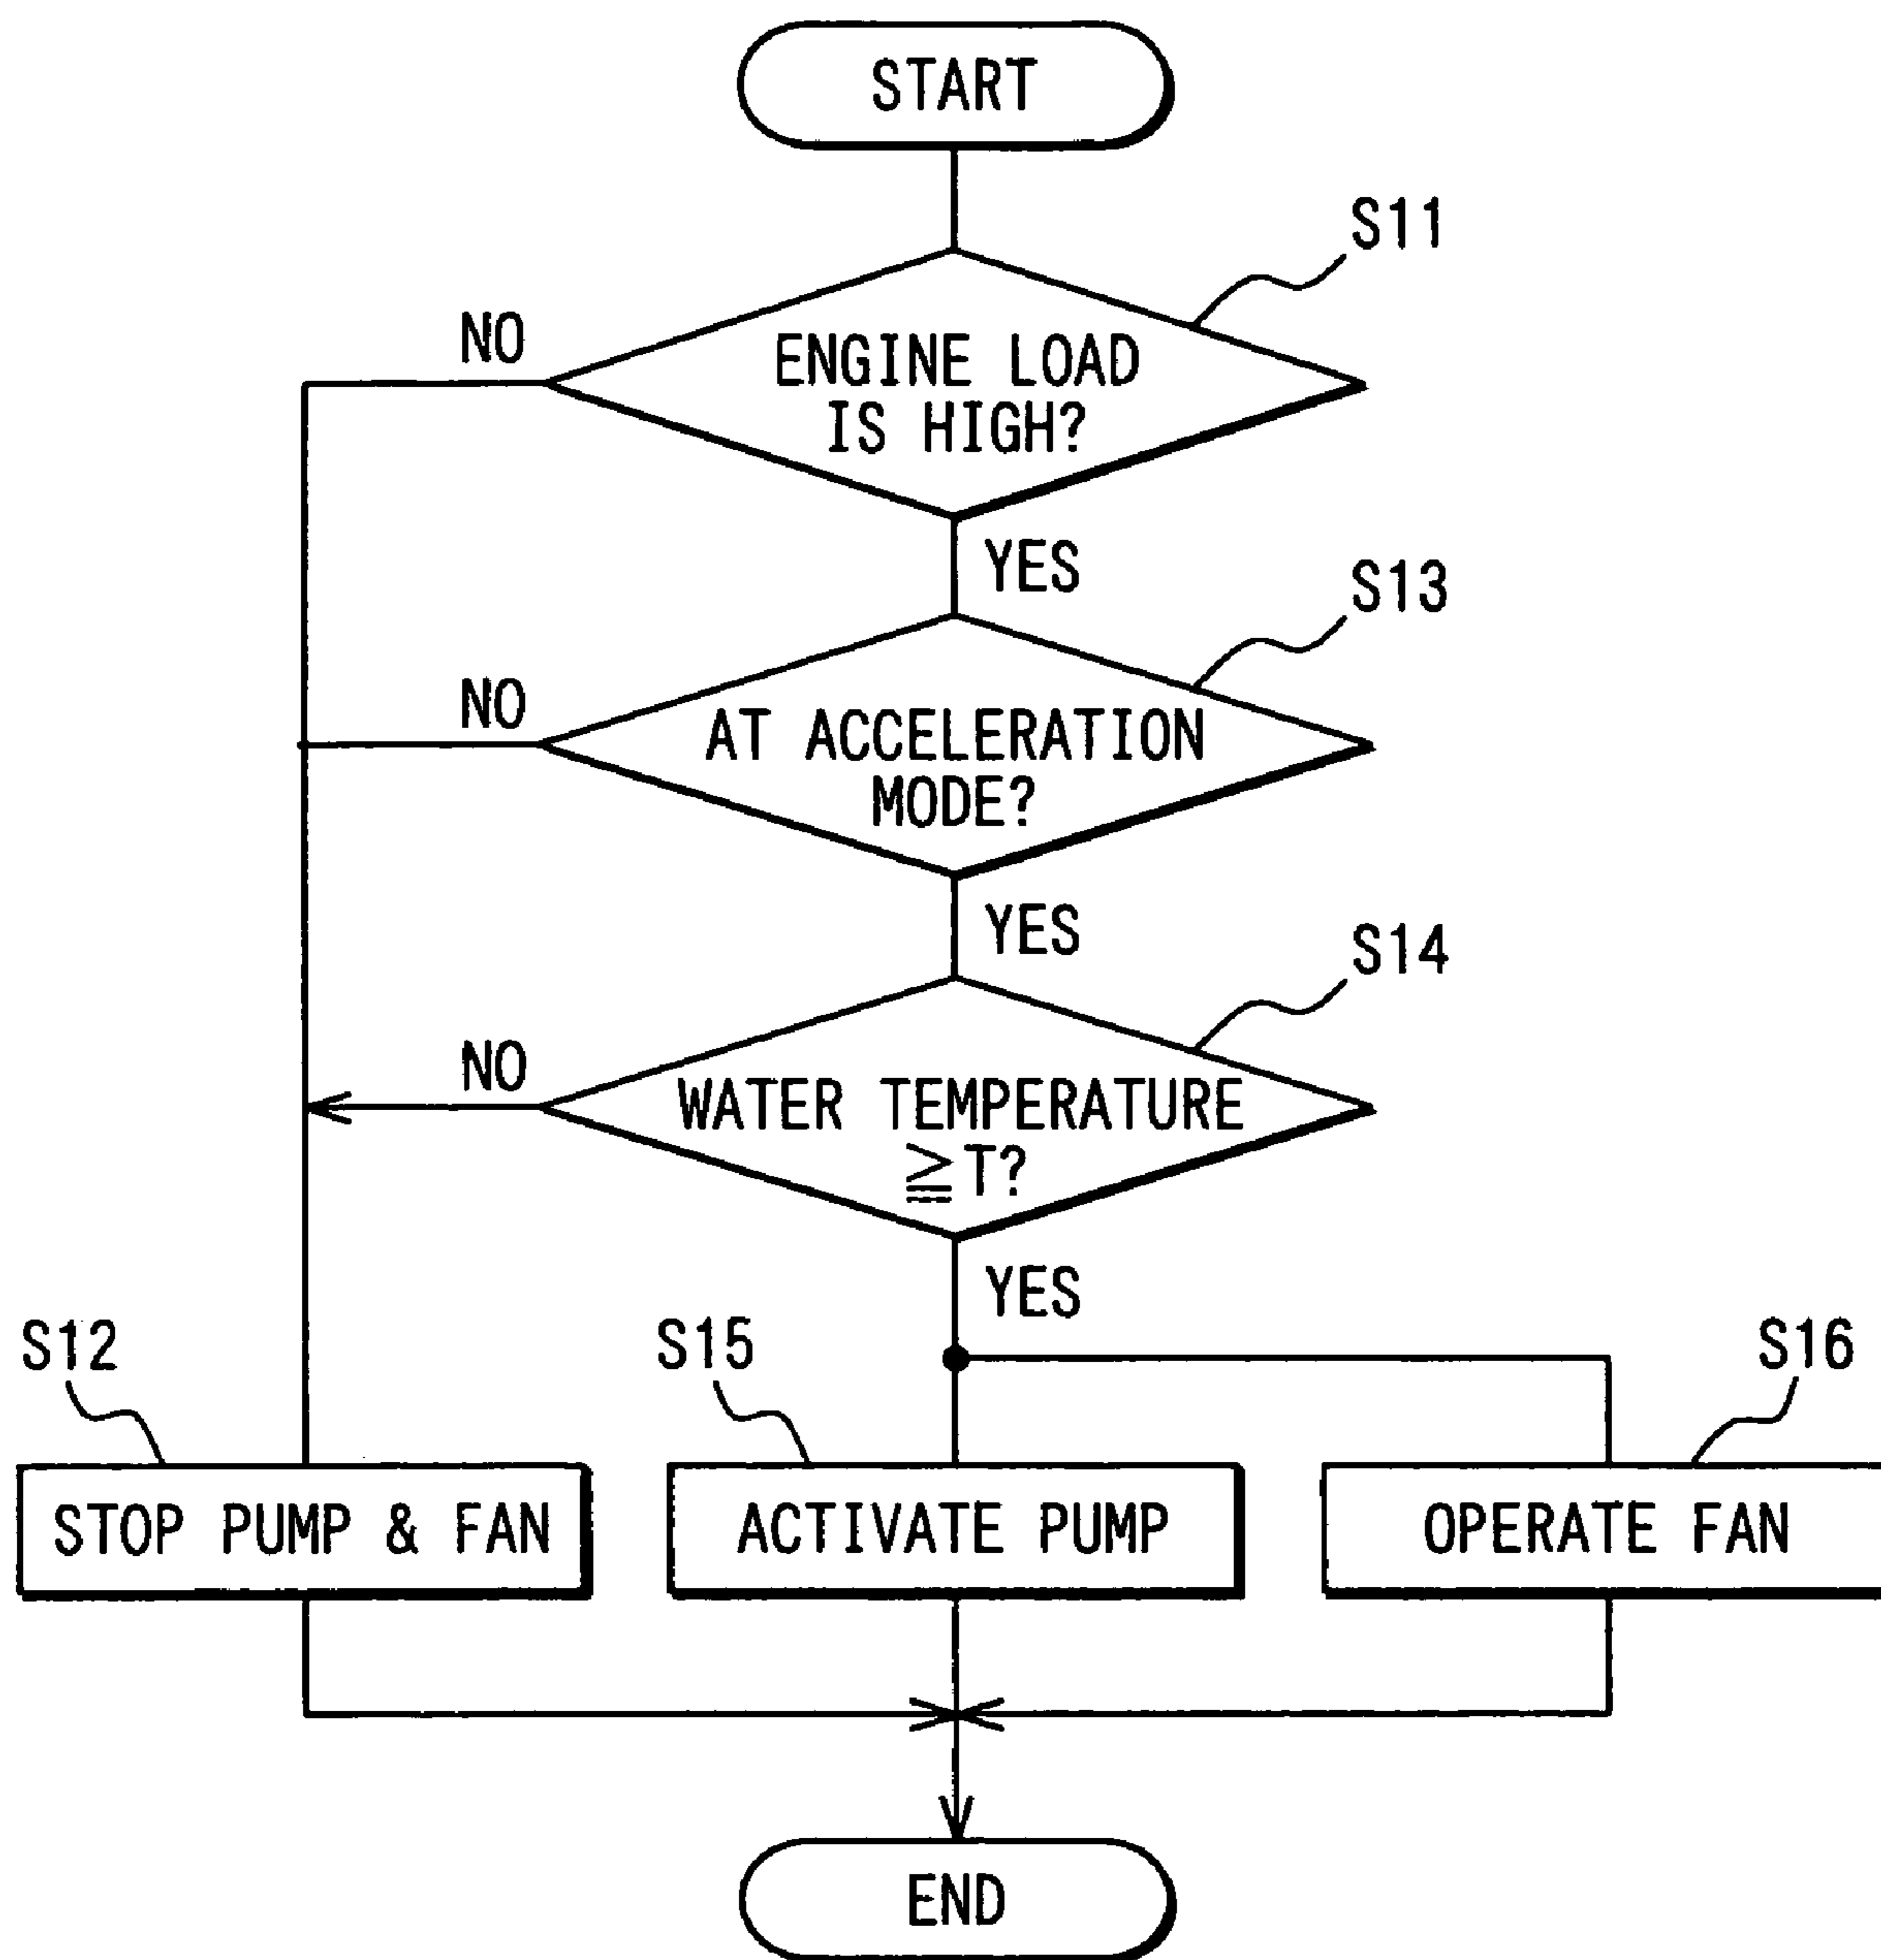 START
S11
NO
ENGINE LOAD
IS HIGH?
YES
S13
NO
AT ACCELERATION
MODE?
YES
S14
NO
WATER TEMPERATURE
≧T?
YES
S12
S15
S16
STOP PUMP & FAN
ACTIVATE PUMP
OPERATE FAN
END